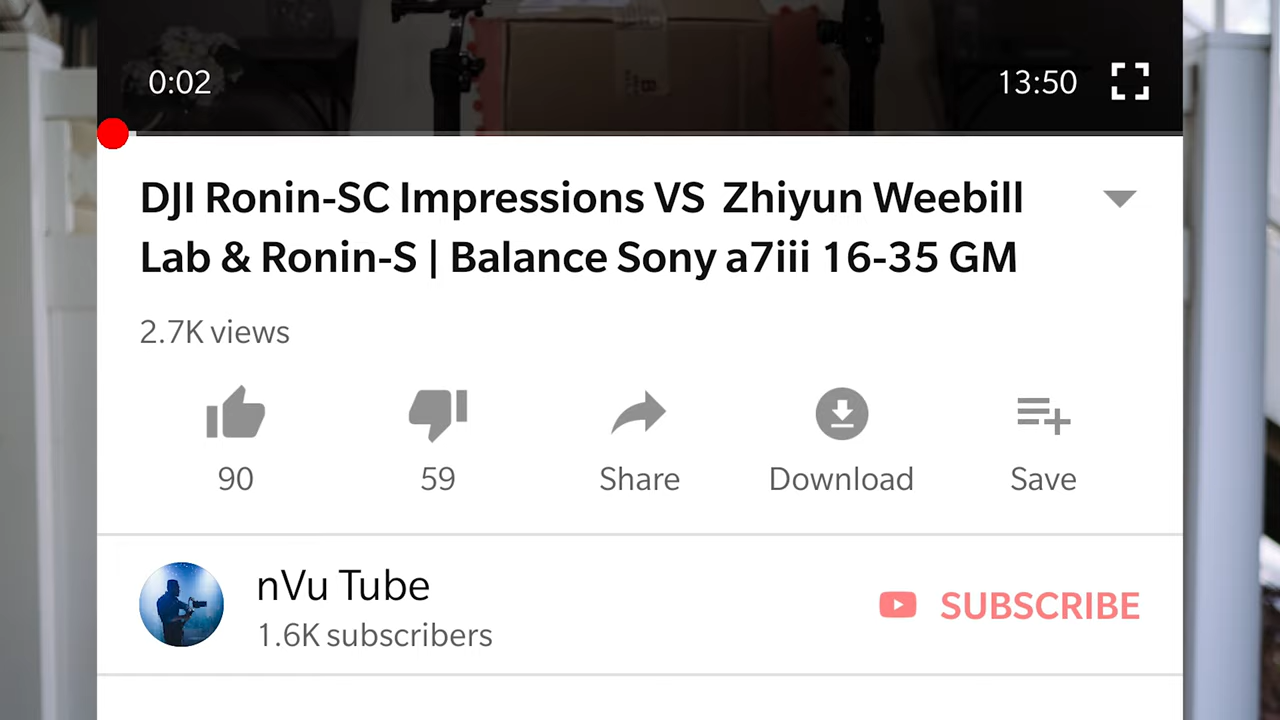 0:02
13:50
DJI Ronin-SC Impressions VS Zhiyun Weebill
Lab & Ronin-S | Balance Sony a7iii 16-35 GM
2.7K views
90
59
Share
Download
Save
nVu Tube
1.6K subscribers
SUBSCRIBE